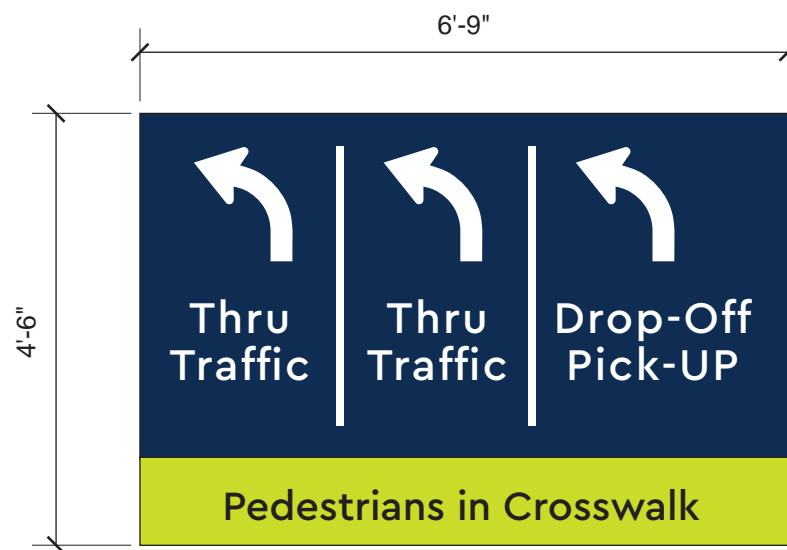 6'-9"
4'-6"
Thru
Traffic
Thru
Traffic
Drop-Off
Pick-UP
Pedestrians in Crosswalk